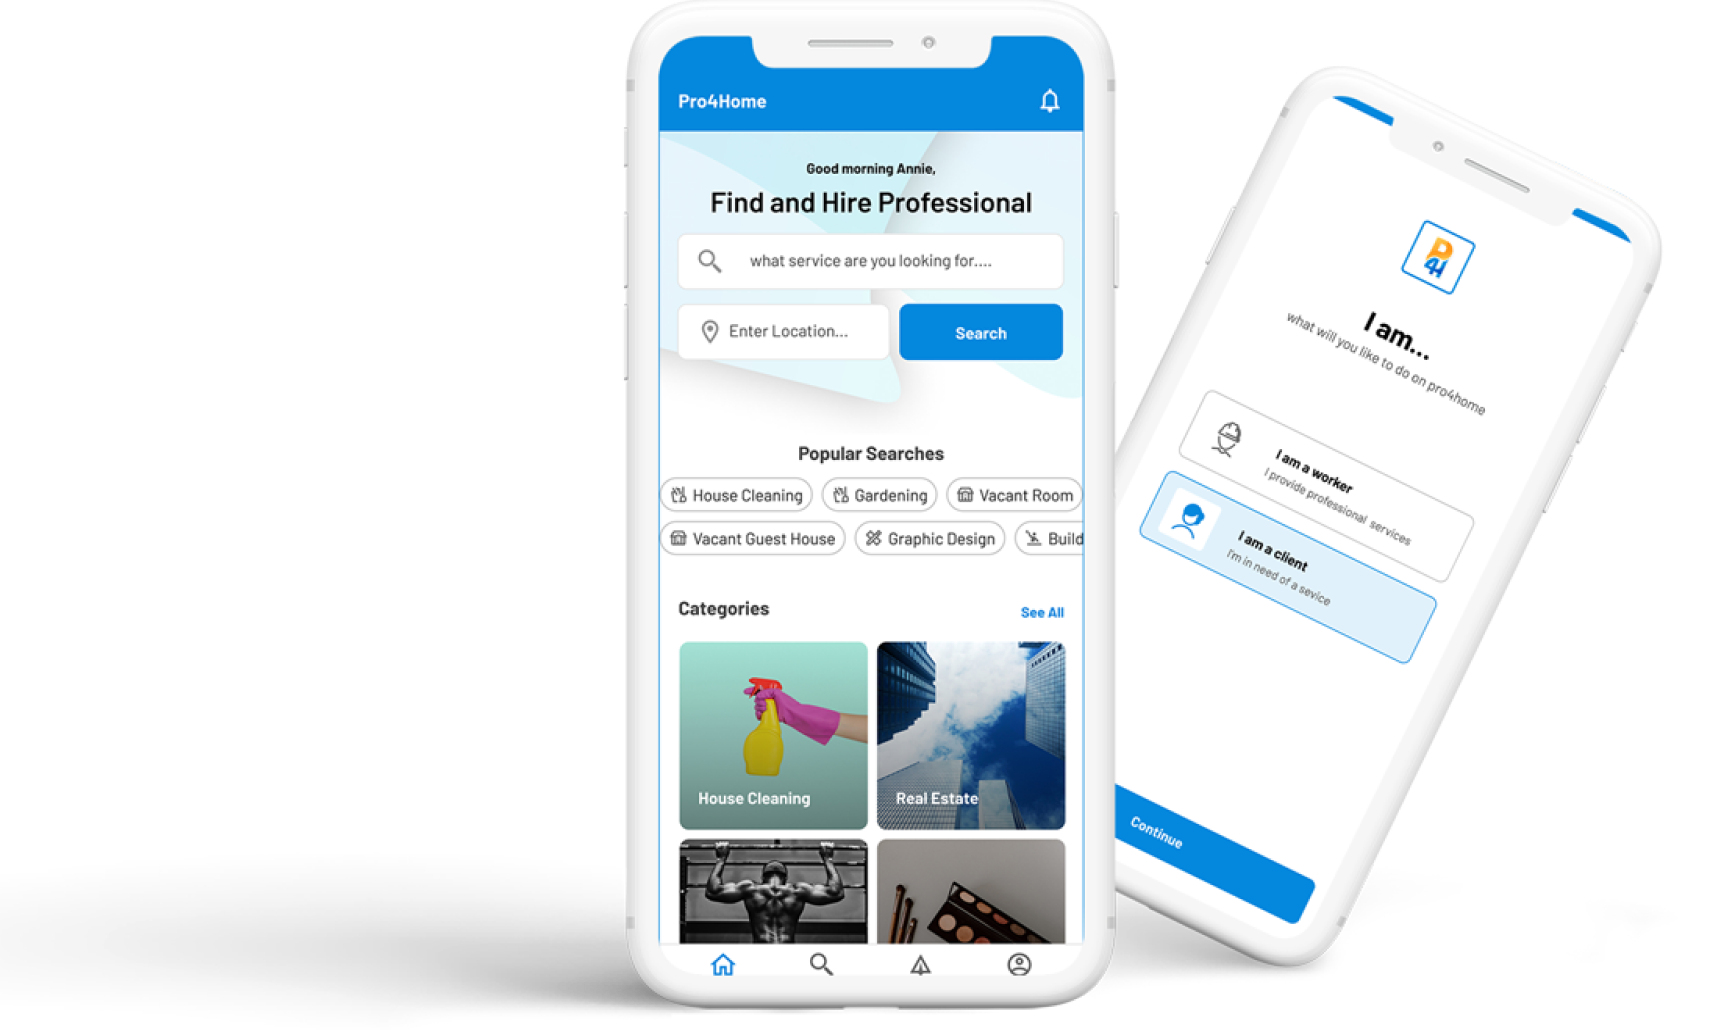 Pro4Home
Good morning Annie,
Find and Hire Professional
what service are you looking for....
Enter Location...
Search
Popular Searches
House Cleaning
Gardening
Vacant Room
Vacant Guest House
Graphic Design
Build
Categories
See All
House Cleaning
Real Estate
P
4H
I am...
what will you like to do on pro4home
I am a worker
I provide professional services
I am a client
I'm in need of a sevice
Continue